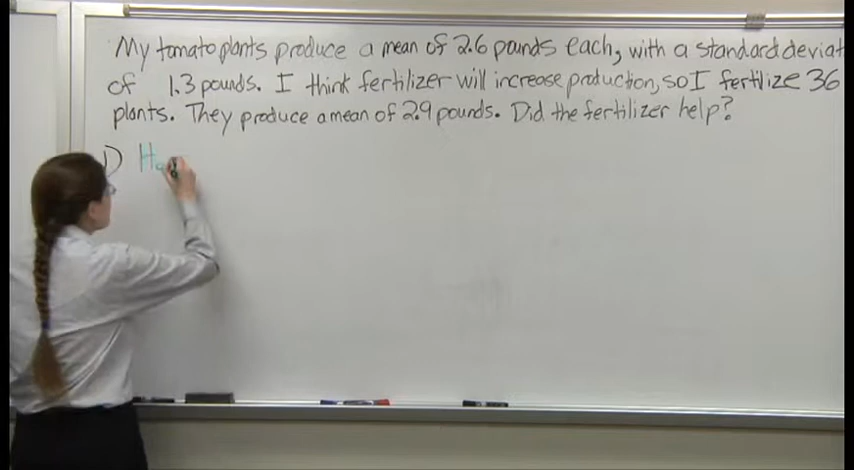 My tomato plants produce a mean of 2.6 pounds each, with a standard deviat
of 1.3 pounds. I think fertilizer will increase production, so I fertilize 36
plants. They produce a mean of 2.9 pounds. Did the fertilizer help?
1) H